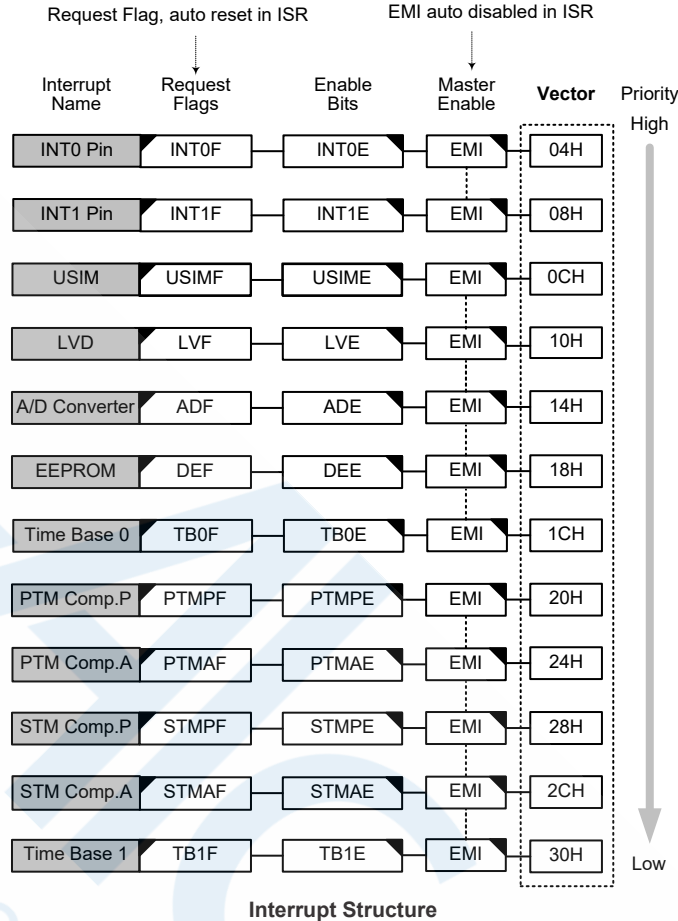 Request Flag, auto reset in ISR
EMI auto disabled in ISR
Interrupt Name
Request Flags
Enable Bits
Master Enable
Vector
Priority
High
INT0 Pin INT0F INT0E EMI 04H
INT1 Pin INT1F INT1E EMI 08H
USIM USIMF USIME EMI 0CH
LVD LVF LVE EMI 10H
A/D Converter ADF ADE EMI 14H
EEPROM DEF DEE EMI 18H
Time Base 0 TB0F TB0E EMI 1CH
PTM Comp.P PTMPF PTMPE EMI 20H
PTM Comp.A PTMAF PTMAE EMI 24H
STM Comp.P STMPF STMPE EMI 28H
STM Comp.A STMAF STMAE EMI 2CH
Time Base 1 TB1F TB1E EMI 30H
Low
Interrupt Structure